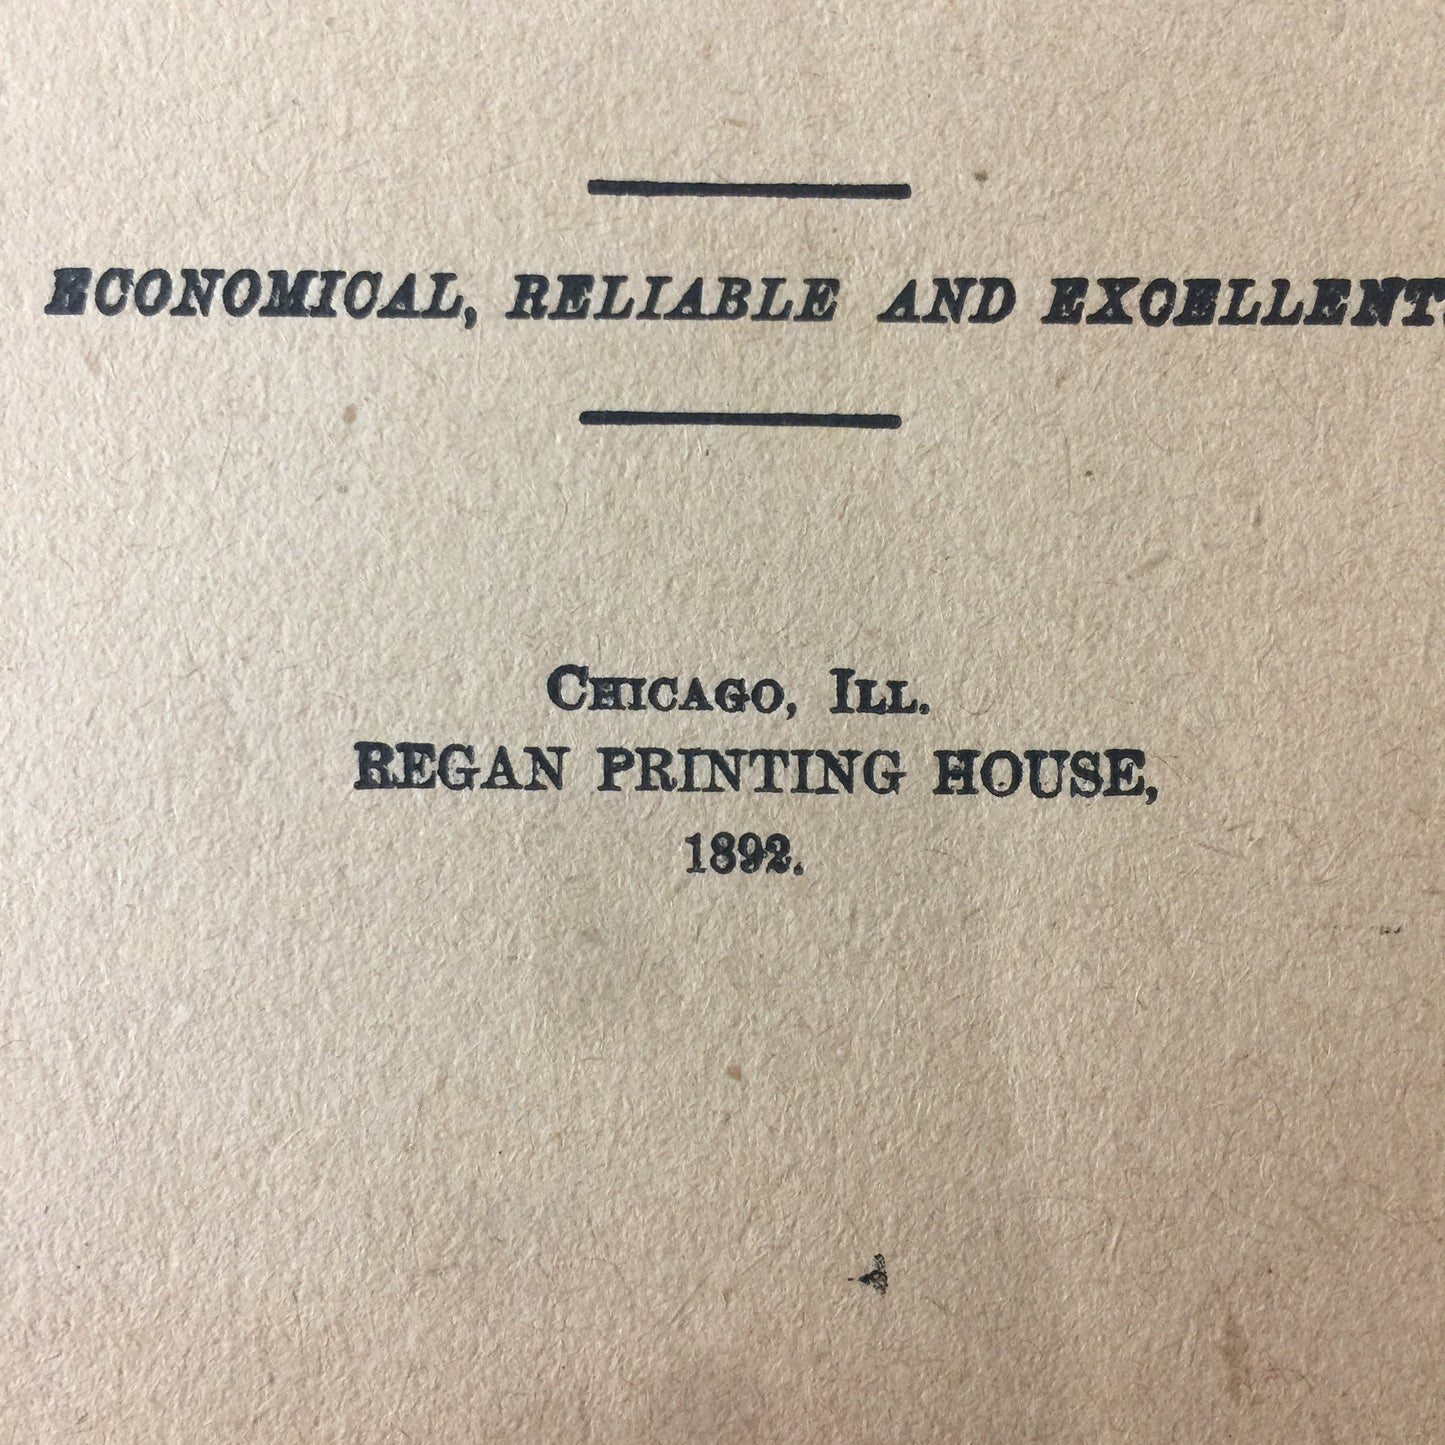 ECONOMICAL, RELIABLE AND EXCELLENT.
CHICAGO, ILL.
REGAN PRINTING HOUSE,
1892.